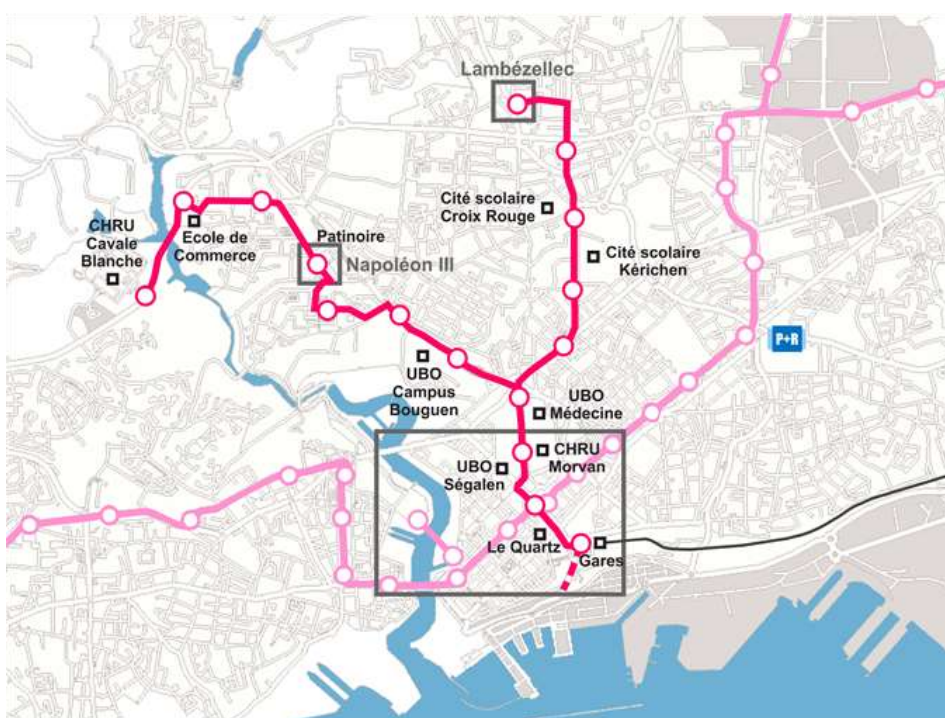 Lambézellec
Cité scolaire
Croix Rouge
CHRU
Cavale
Blanche
Ecole de
Commerce
Patinoire
Napoléon III
Cité scolaire
Kérichen
P+R
UBO
Campus
Bouguen
UBO
Médecine
CHRU
Morvan
UBO
Ségalen
Le Quartz
Gares